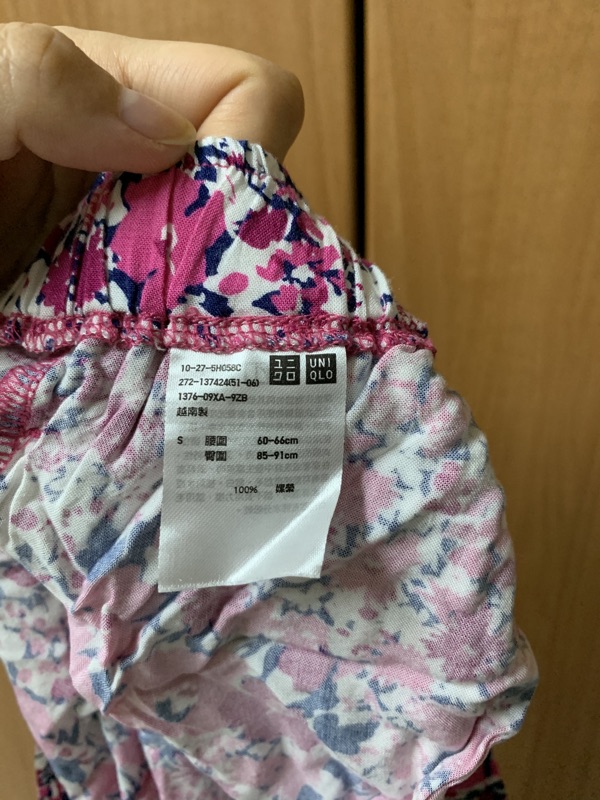 10-27-5H058C
ユニ
クロ
UNI
QLO
272-137424(51-06)
1376-09XA-9ZB
越南製
S 腰圍 60-66cm
臀圍 85-91cm
100% 嫘縈